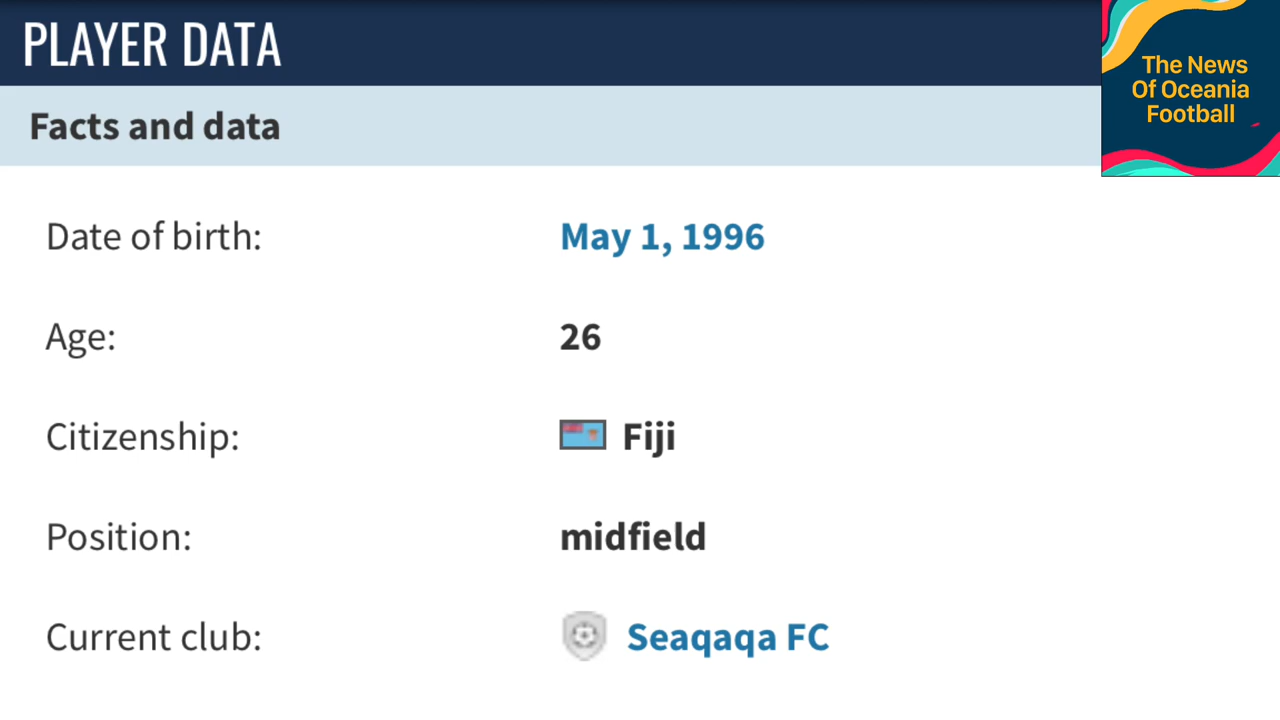 PLAYER DATA
The News
Of Oceania
Football
Facts and data
Date of birth: May 1, 1996
Age: 26
Citizenship: Fiji
Position: midfield
Current club: Seaqaqa FC